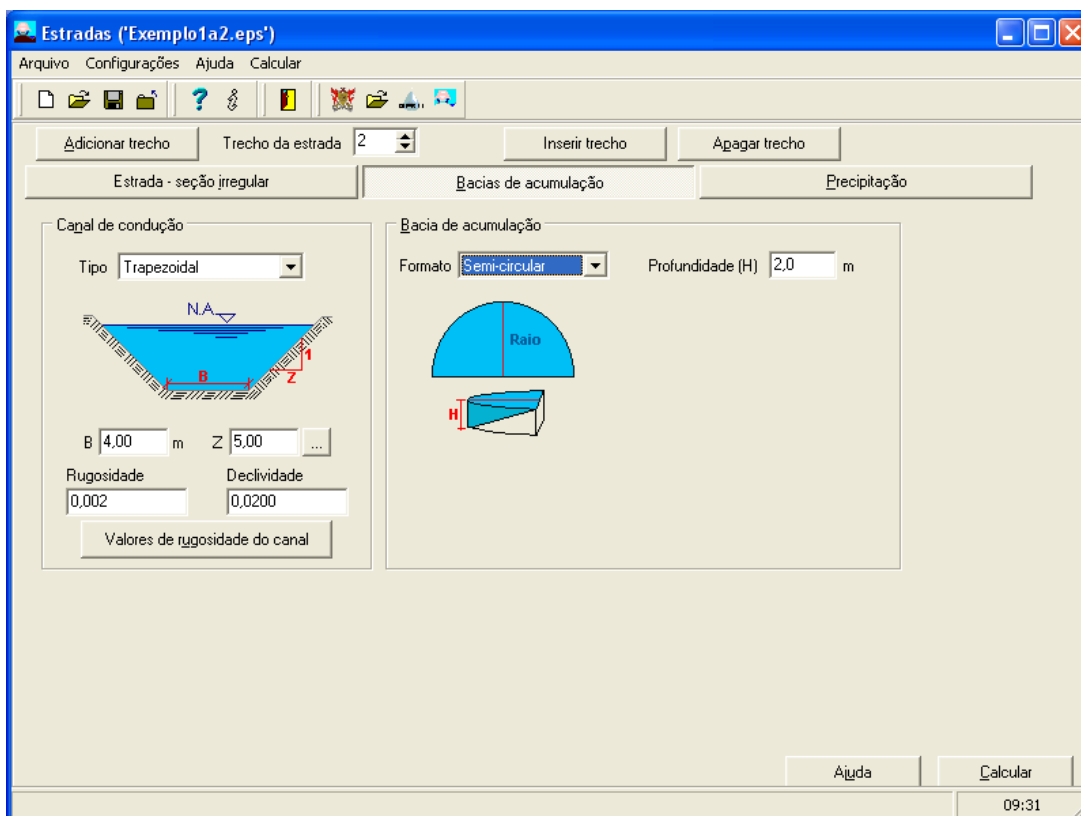 Estradas ('Exemplo1a2.eps')
Arquivo Configurações Ajuda Calcular
Adicionar trecho Trecho da estrada 2 Inserir trecho Apagar trecho
Estrada - seção irregular Bacias de acumulação Precipitação
Canal de condução
Tipo Trapezoidal
N.A.
B
1
Z
B 4,00 m Z 5,00 ...
Rugosidade Declividade
0,002 0,0200
Valores de rugosidade do canal
Bacia de acumulação
Formato Semi-circular Profundidade (H) 2,0 m
Raio
H
Ajuda Calcular
09:31